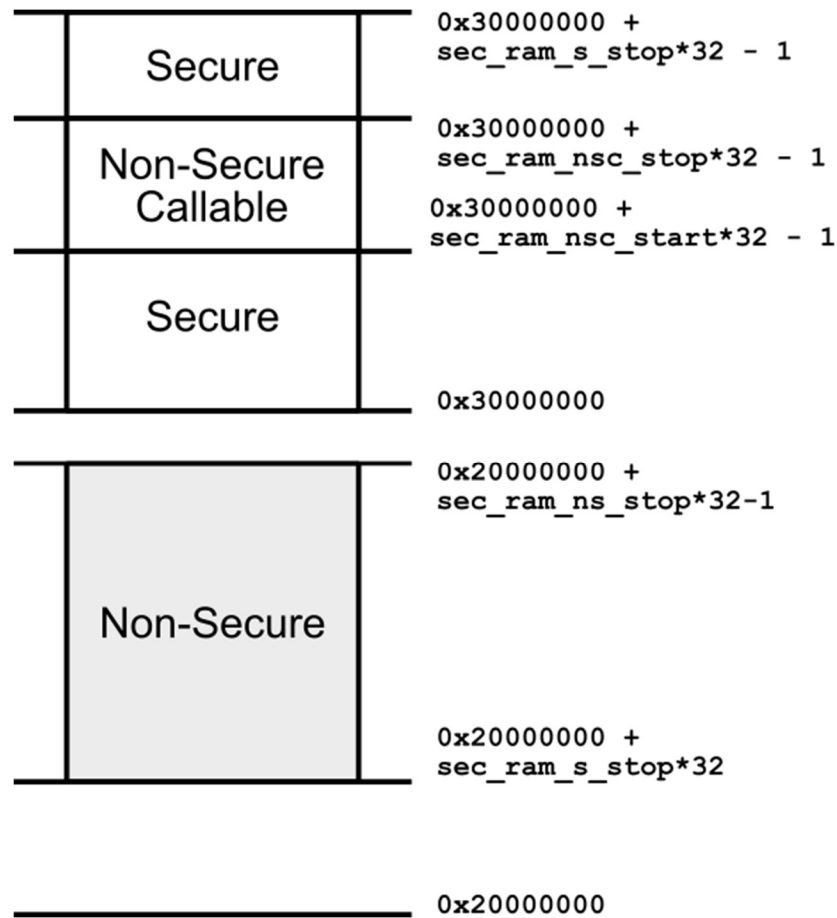 Secure
0x30000000 +
sec_ram_s_stop*32 - 1
Non-Secure
Callable
0x30000000 +
sec_ram_nsc_stop*32 - 1
0x30000000 +
sec_ram_nsc_start*32 - 1
Secure
0x30000000
0x20000000 +
sec_ram_ns_stop*32-1
Non-Secure
0x20000000 +
sec_ram_s_stop*32
0x20000000